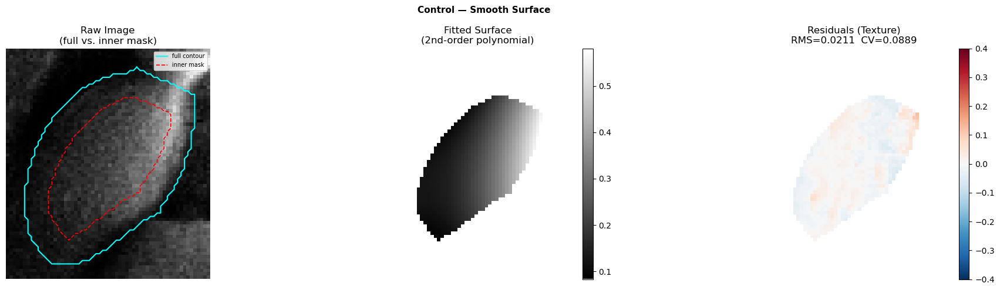 Control — Smooth Surface
Raw Image
(full vs. inner mask)
full contour
inner mask
Fitted Surface
(2nd-order polynomial)
0.5
0.4
0.3
0.2
0.1
Residuals (Texture)
RMS=0.0211  CV=0.0889
0.4
0.3
0.2
0.1
0.0
−0.1
−0.2
−0.3
−0.4